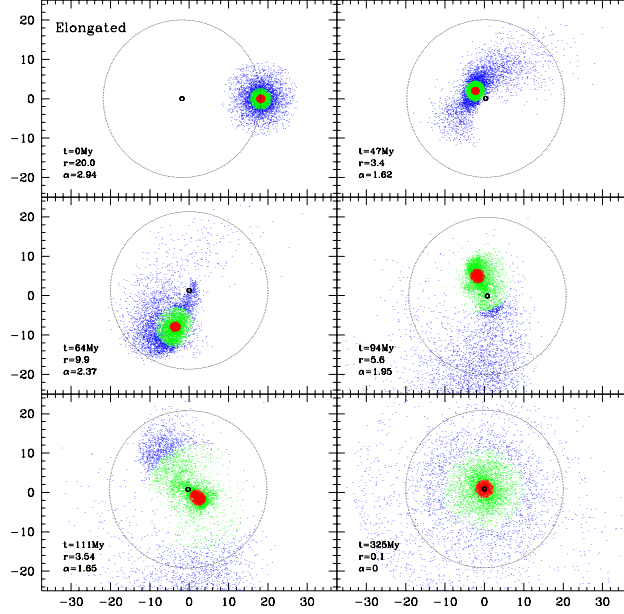 20
10
0
-10
-20
Elongated
t=0My
r=20.0
α=2.94
t=47My
r=3.4
α=1.62
20
10
0
-10
-20
t=64My
r=9.9
α=2.37
t=94My
r=5.6
α=1.95
20
10
0
-10
-20
t=111My
r=3.54
α=1.65
t=325My
r=0.1
α=0
-30 -20 -10 0 10 20 30 -30 -20 -10 0 10 20 30